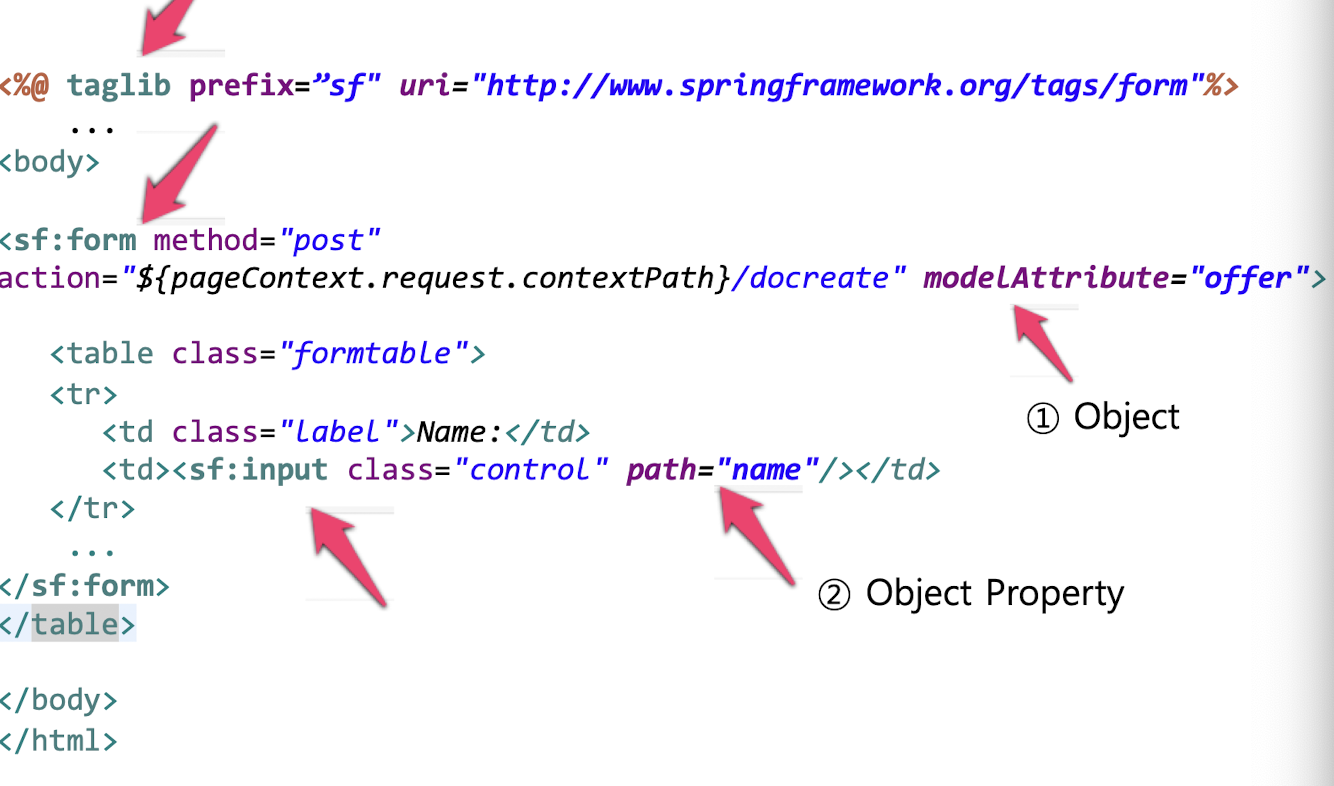 <%@ taglib prefix=”sf" uri="http://www.springframework.org/tags/form"%>
...
<body>
<sf:form method="post"
action="${pageContext.request.contextPath}/docreate" modelAttribute="offer">
<table class="formtable">
<tr>
① Object
<td class="label">Name:</td>
<td><sf:input class="control" path="name"/></td>
</tr>
...
② Object Property
</sf:form>
</table>
</body>
</html>